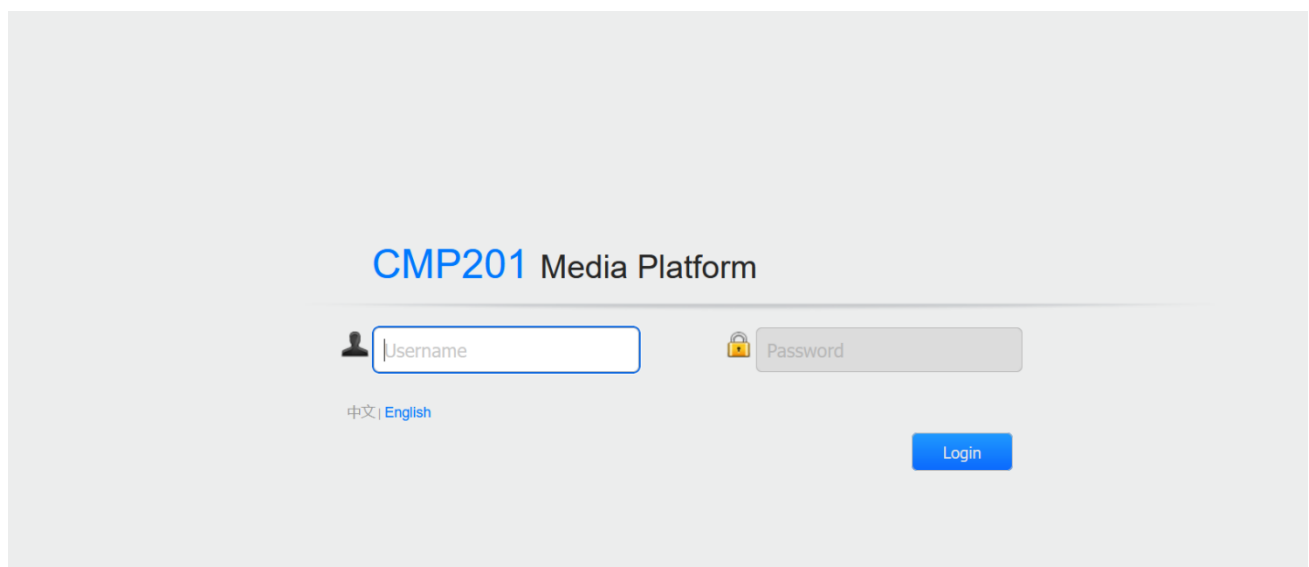 CMP201 Media Platform
Username
Password
中文 | English
Login